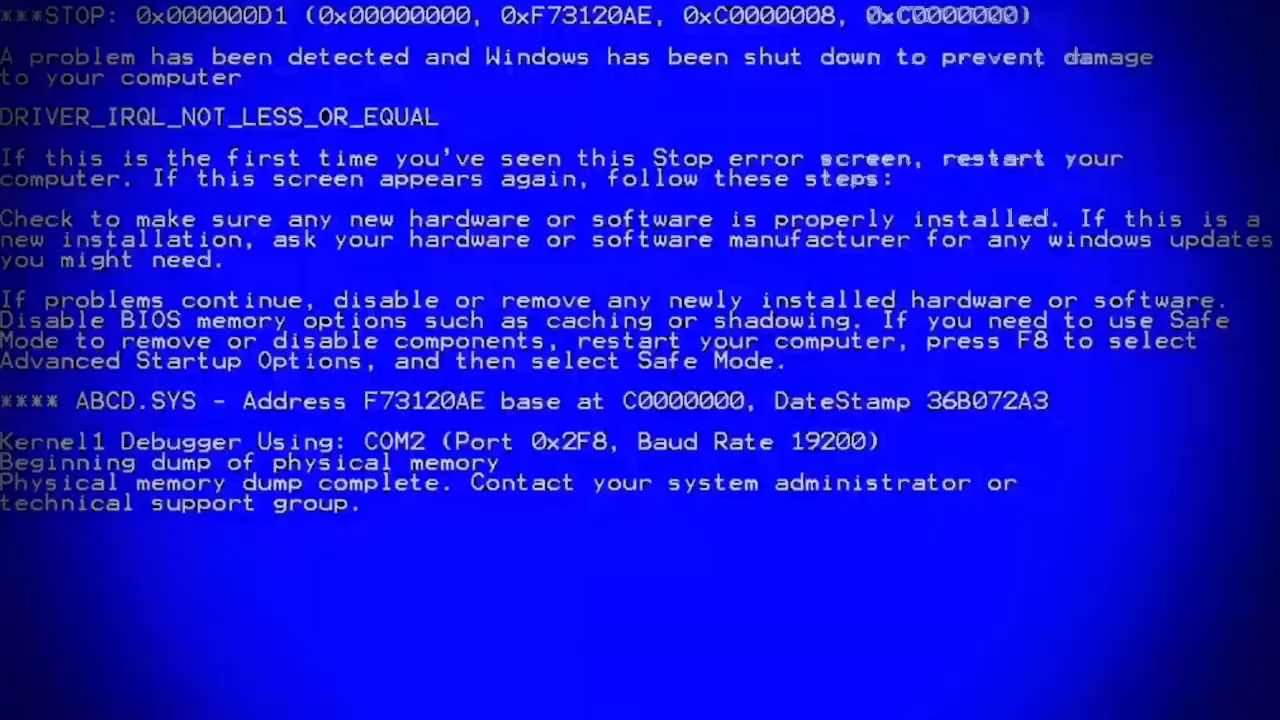 ***STOP: 0x000000D1 (0x00000000, 0xF73120AE, 0xC0000008, 0xC0000000)
A problem has been detected and Windows has been shut down to prevent damage
to your computer
DRIVER_IRQL_NOT_LESS_OR_EQUAL
If this is the first time you've seen this Stop error screen, restart your
computer. If this screen appears again, follow these steps:
Check to make sure any new hardware or software is properly installed. If this is a
new installation, ask your hardware or software manufacturer for any windows updates
you might need.
If problems continue, disable or remove any newly installed hardware or software.
Disable BIOS memory options such as caching or shadowing. If you need to use Safe
Mode to remove or disable components, restart your computer, press F8 to select
Advanced Startup Options, and then select Safe Mode.
**** ABCD.SYS - Address F73120AE base at C0000000, DateStamp 36B072A3
Kernel1 Debugger Using: COM2 (Port 0x2F8, Baud Rate 19200)
Beginning dump of physical memory
Physical memory dump complete. Contact your system administrator or
technical support group.